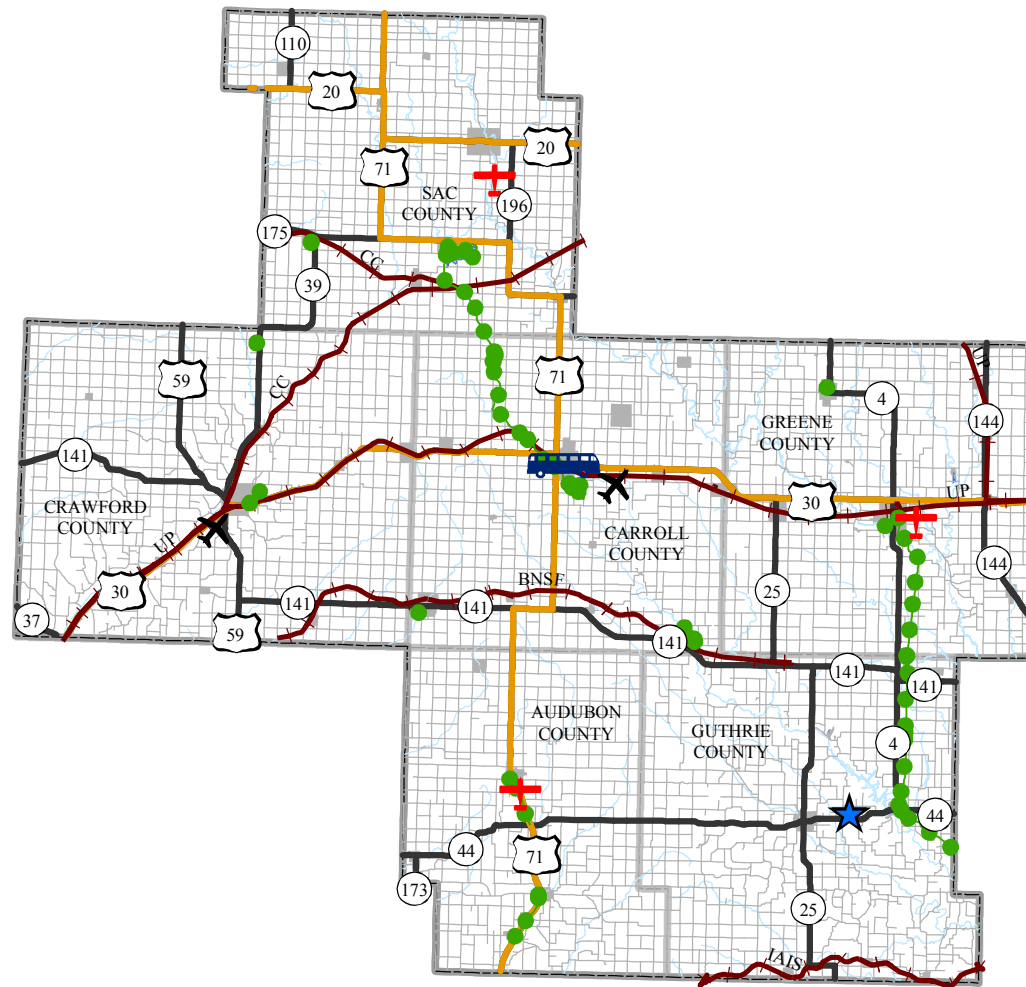 110
20
20
71
SAC
COUNTY
196
175
CC
39
59
CC
71
UP
4
GREENE
COUNTY
144
141
CRAWFORD
COUNTY
30
UP
UP
CARROLL
COUNTY
30
BNSF
25
144
37
141
141
59
141
141
141
AUDUBON
COUNTY
GUTHRIE
COUNTY
4
44
44
71
173
25
IAIS